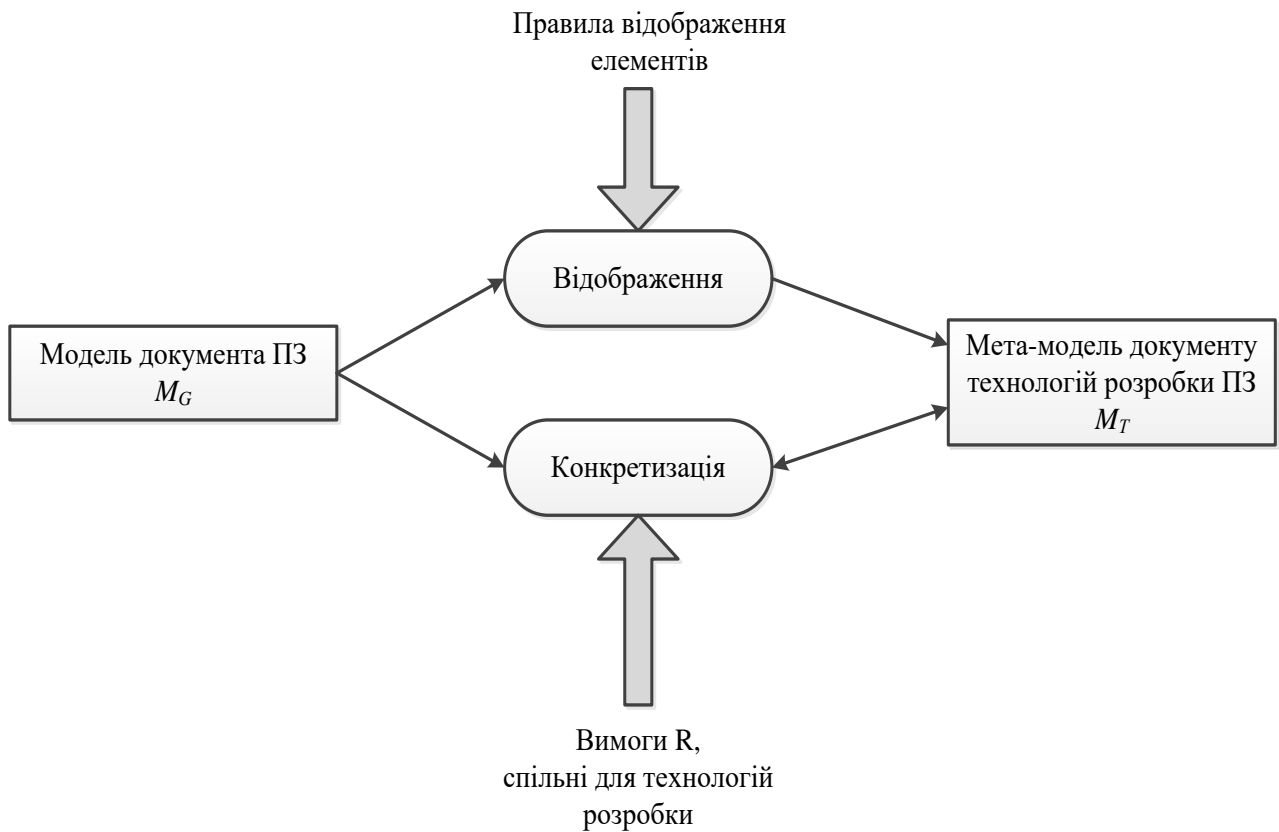 Правила відображення
елементів
Відображення
Модель документа ПЗ
M_G
Мета-модель документу
технологій розробки ПЗ
M_T
Конкретизація
Вимоги R,
спільні для технологій
розробки